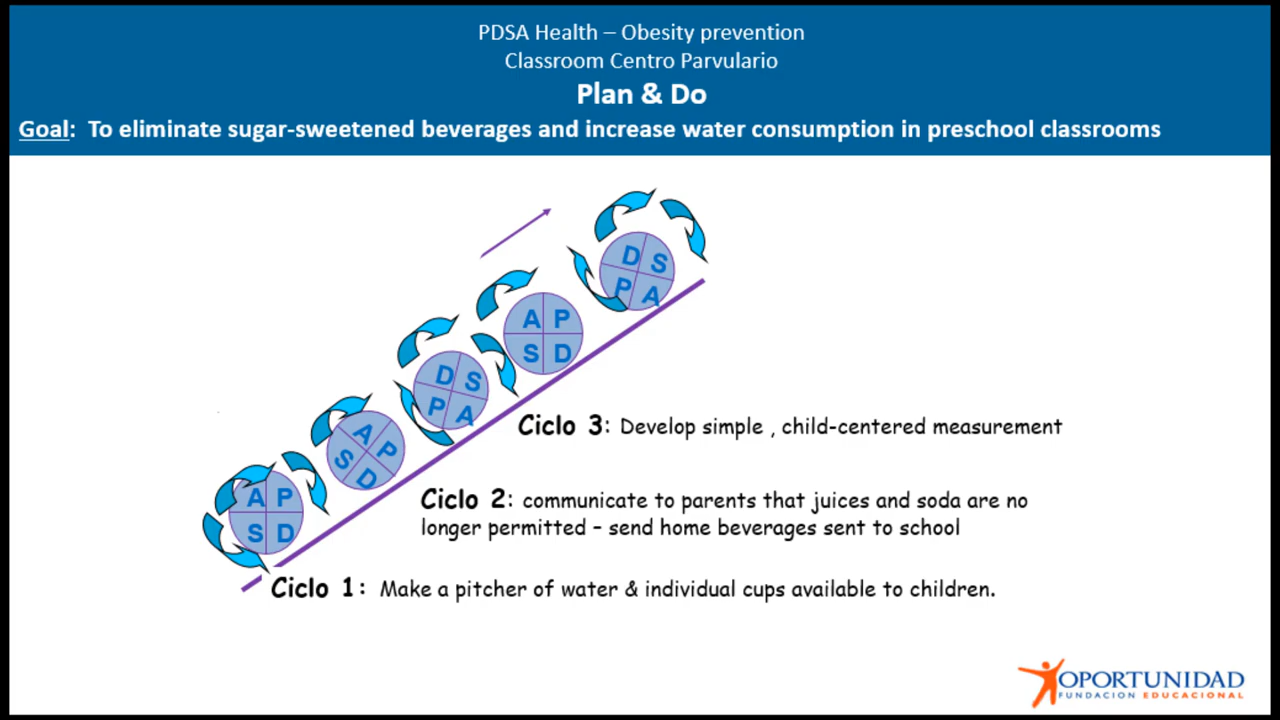 PDSA Health – Obesity prevention
Classroom Centro Parvulario
Plan & Do
Goal: To eliminate sugar-sweetened beverages and increase water consumption in preschool classrooms
D S
P A
A P
S D
D S
P A
A P
S D
A P
S D
Ciclo 3: Develop simple , child-centered measurement
Ciclo 2: communicate to parents that juices and soda are no
longer permitted – send home beverages sent to school
Ciclo 1: Make a pitcher of water & individual cups available to children.
OPORTUNIDAD
FUNDACION EDUCACIONAL